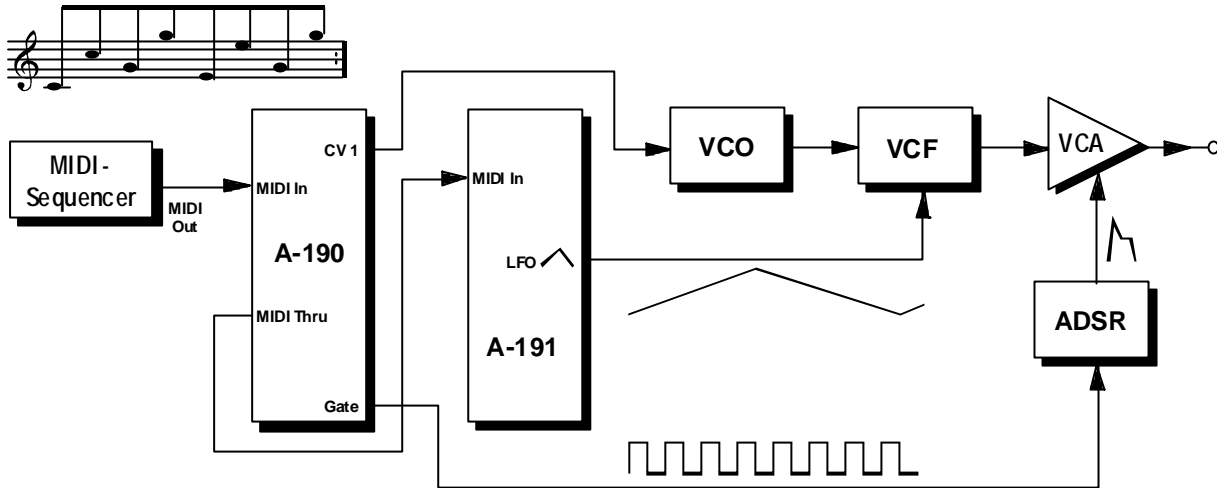 MIDI-
Sequencer
MIDI
Out
CV 1
MIDI In
A-190
MIDI Thru
Gate
MIDI In
LFO
A-191
VCO
VCF
VCA
ADSR